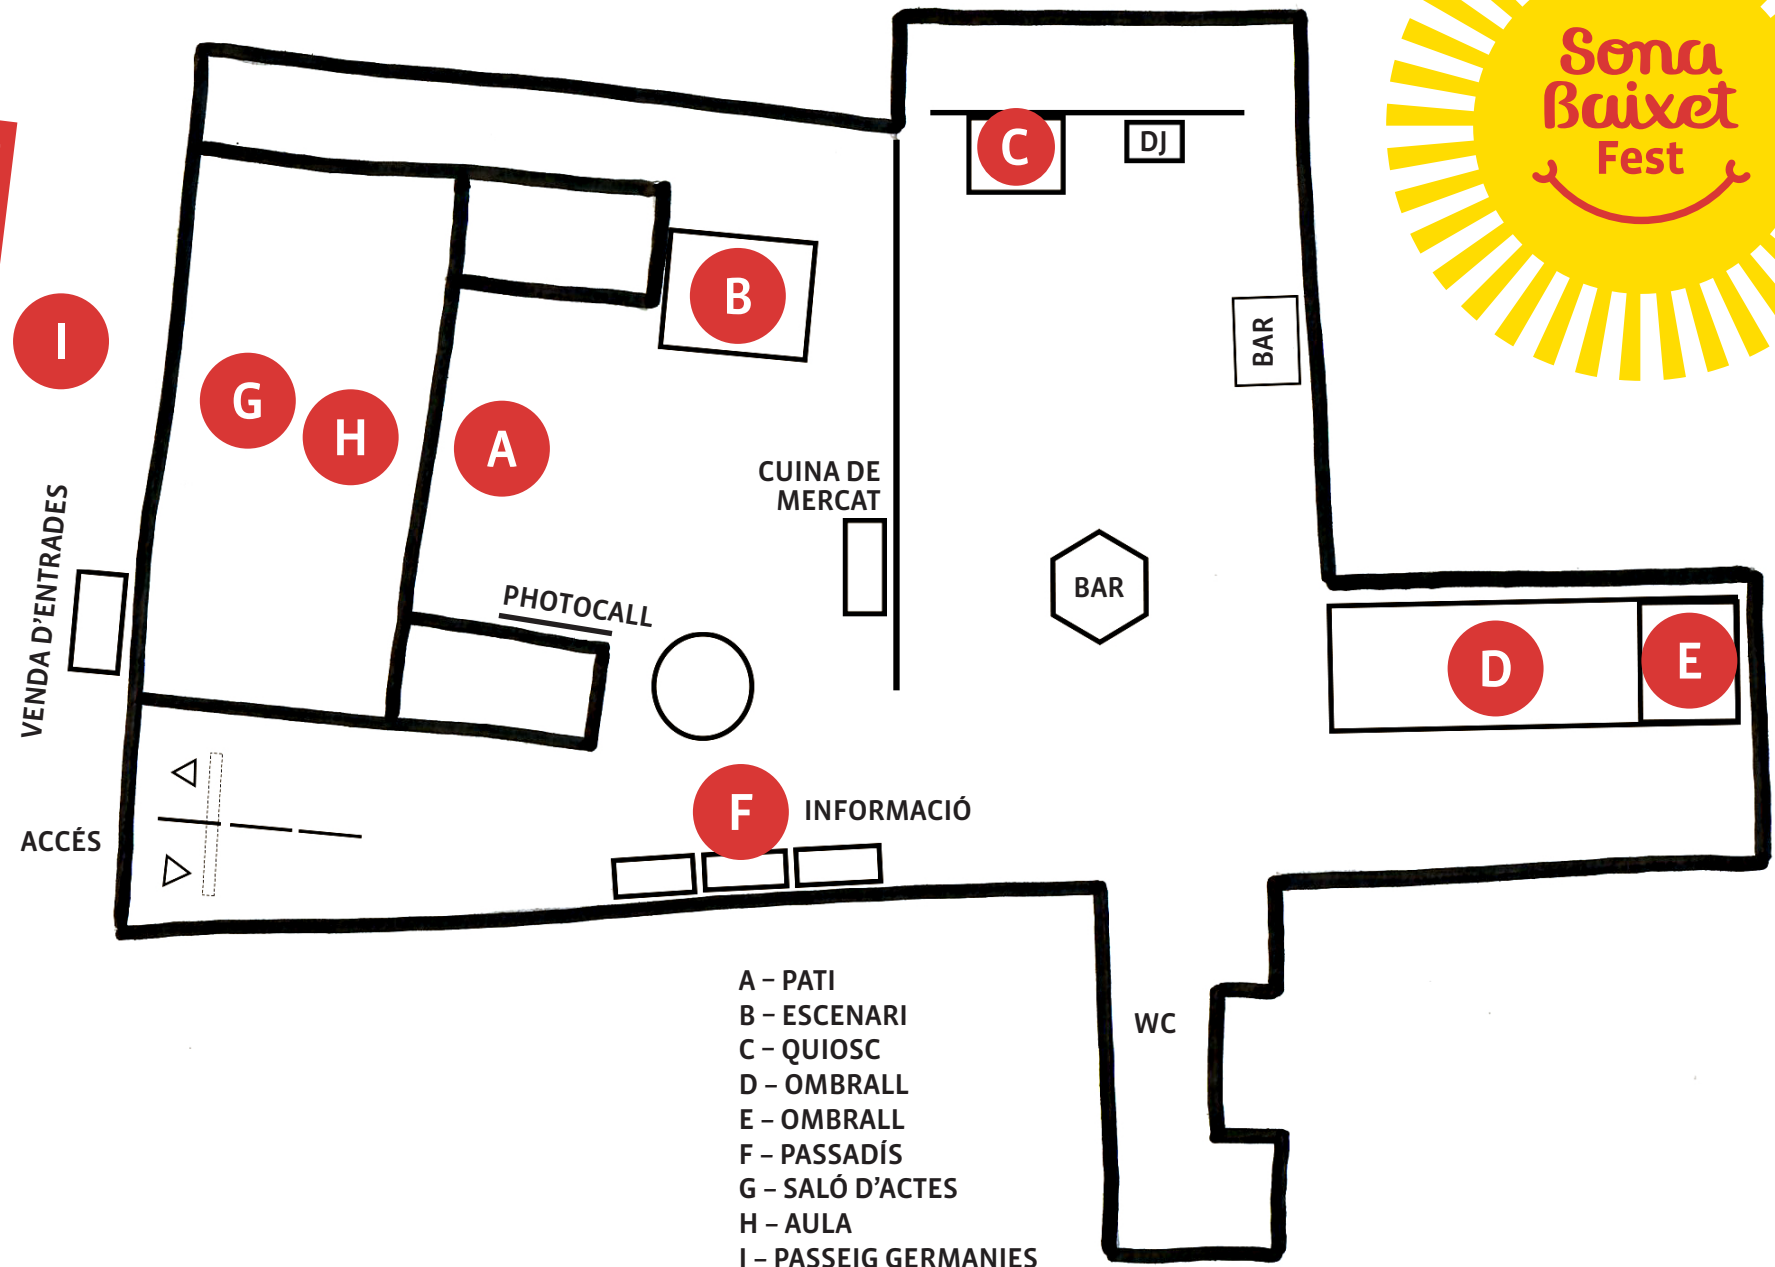 Sona
Baixet
Fest
C
DJ
B
I
BAR
G
H
A
CUINA DE
MERCAT
VENDA D'ENTRADES
PHOTOCALL
BAR
D
E
F
INFORMACIÓ
ACCÉS
A – PATI
B – ESCENARI
C – QUIOSC
D – OMBRALL
E – OMBRALL
F – PASSADÍS
G – SALÓ D'ACTES
H – AULA
I – PASSEIG GERMANIES
WC